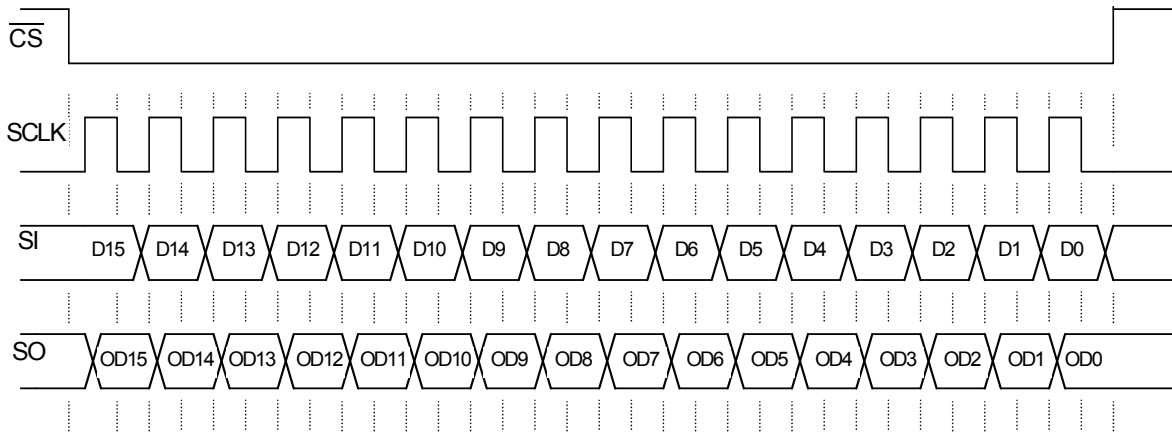 CS
SCLK
SI D15 D14 D13 D12 D11 D10 D9 D8 D7 D6 D5 D4 D3 D2 D1 D0
SO OD15 OD14 OD13 OD12 OD11 OD10 OD9 OD8 OD7 OD6 OD5 OD4 OD3 OD2 OD1 OD0